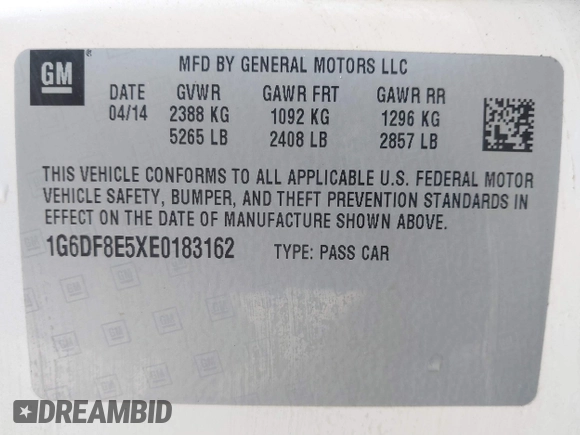 GM
®
MFD BY GENERAL MOTORS LLC
DATE GVWR GAWR FRT GAWR RR
04/14 2388 KG 1092 KG 1296 KG
5265 LB 2408 LB 2857 LB
THIS VEHICLE CONFORMS TO ALL APPLICABLE U.S. FEDERAL MOTOR
VEHICLE SAFETY, BUMPER, AND THEFT PREVENTION STANDARDS IN
EFFECT ON THE DATE OF MANUFACTURE SHOWN ABOVE.
1G6DF8E5XE0183162 TYPE: PASS CAR
DREAMBID